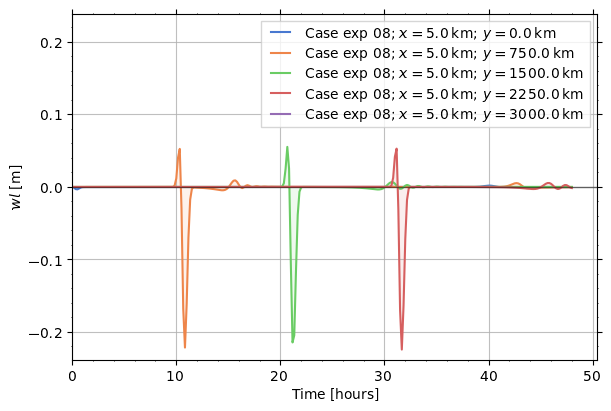 Case exp 08; x = 5.0 km; y = 0.0 km
Case exp 08; x = 5.0 km; y = 750.0 km
Case exp 08; x = 5.0 km; y = 1500.0 km
Case exp 08; x = 5.0 km; y = 2250.0 km
Case exp 08; x = 5.0 km; y = 3000.0 km
wl [m]
0.2
0.1
0.0
−0.1
−0.2
0 10 20 30 40 50
Time [hours]